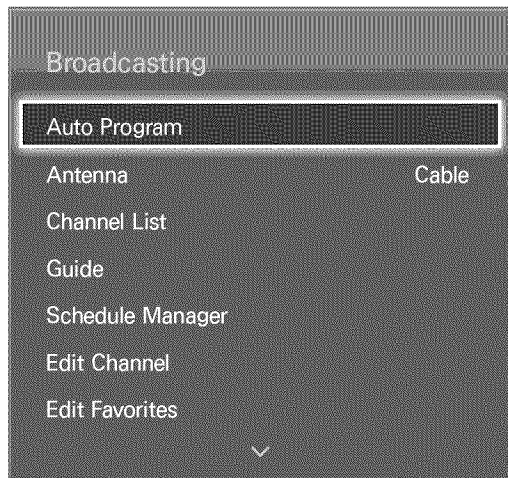 Broadcasting
Auto Program
Antenna Cable
Channel List
Guide
Schedule Manager
Edit Channel
Edit Favorites